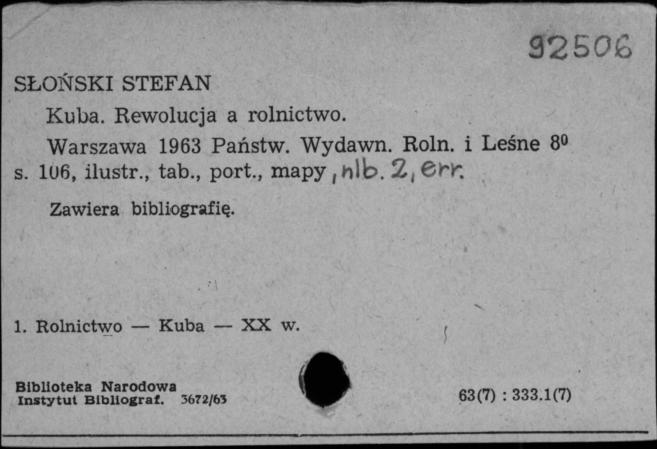 92506
SŁOŃSKI STEFAN
Kuba. Rewolucja a rolnictwo.
Warszawa 1963 Państw. Wydawn. Roln. i Leśne 8⁰
s. 106, ilustr., tab., port., mapy, nlb. 2, err.
Zawiera bibliografię.
1. Rolnictwo — Kuba — XX w.
Biblioteka Narodowa
Instytut Bibliograf. 3672/63
63(7) : 333.1(7)